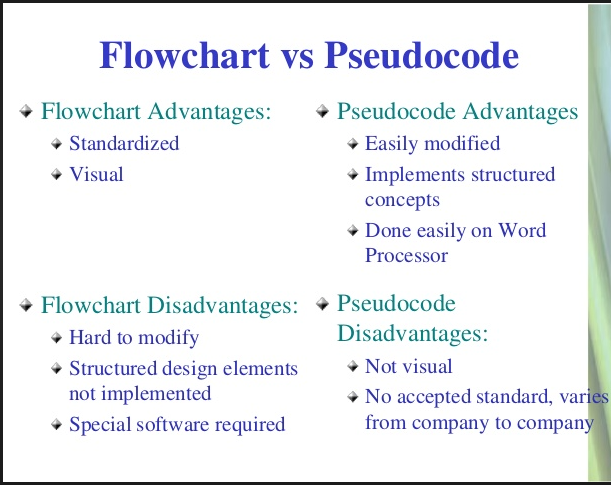 Flowchart vs Pseudocode
Flowchart Advantages:
Standardized
Visual
Pseudocode Advantages
Easily modified
Implements structured
concepts
Done easily on Word
Processor
Flowchart Disadvantages:
Hard to modify
Structured design elements
not implemented
Special software required
Pseudocode
Disadvantages:
Not visual
No accepted standard, varies
from company to company